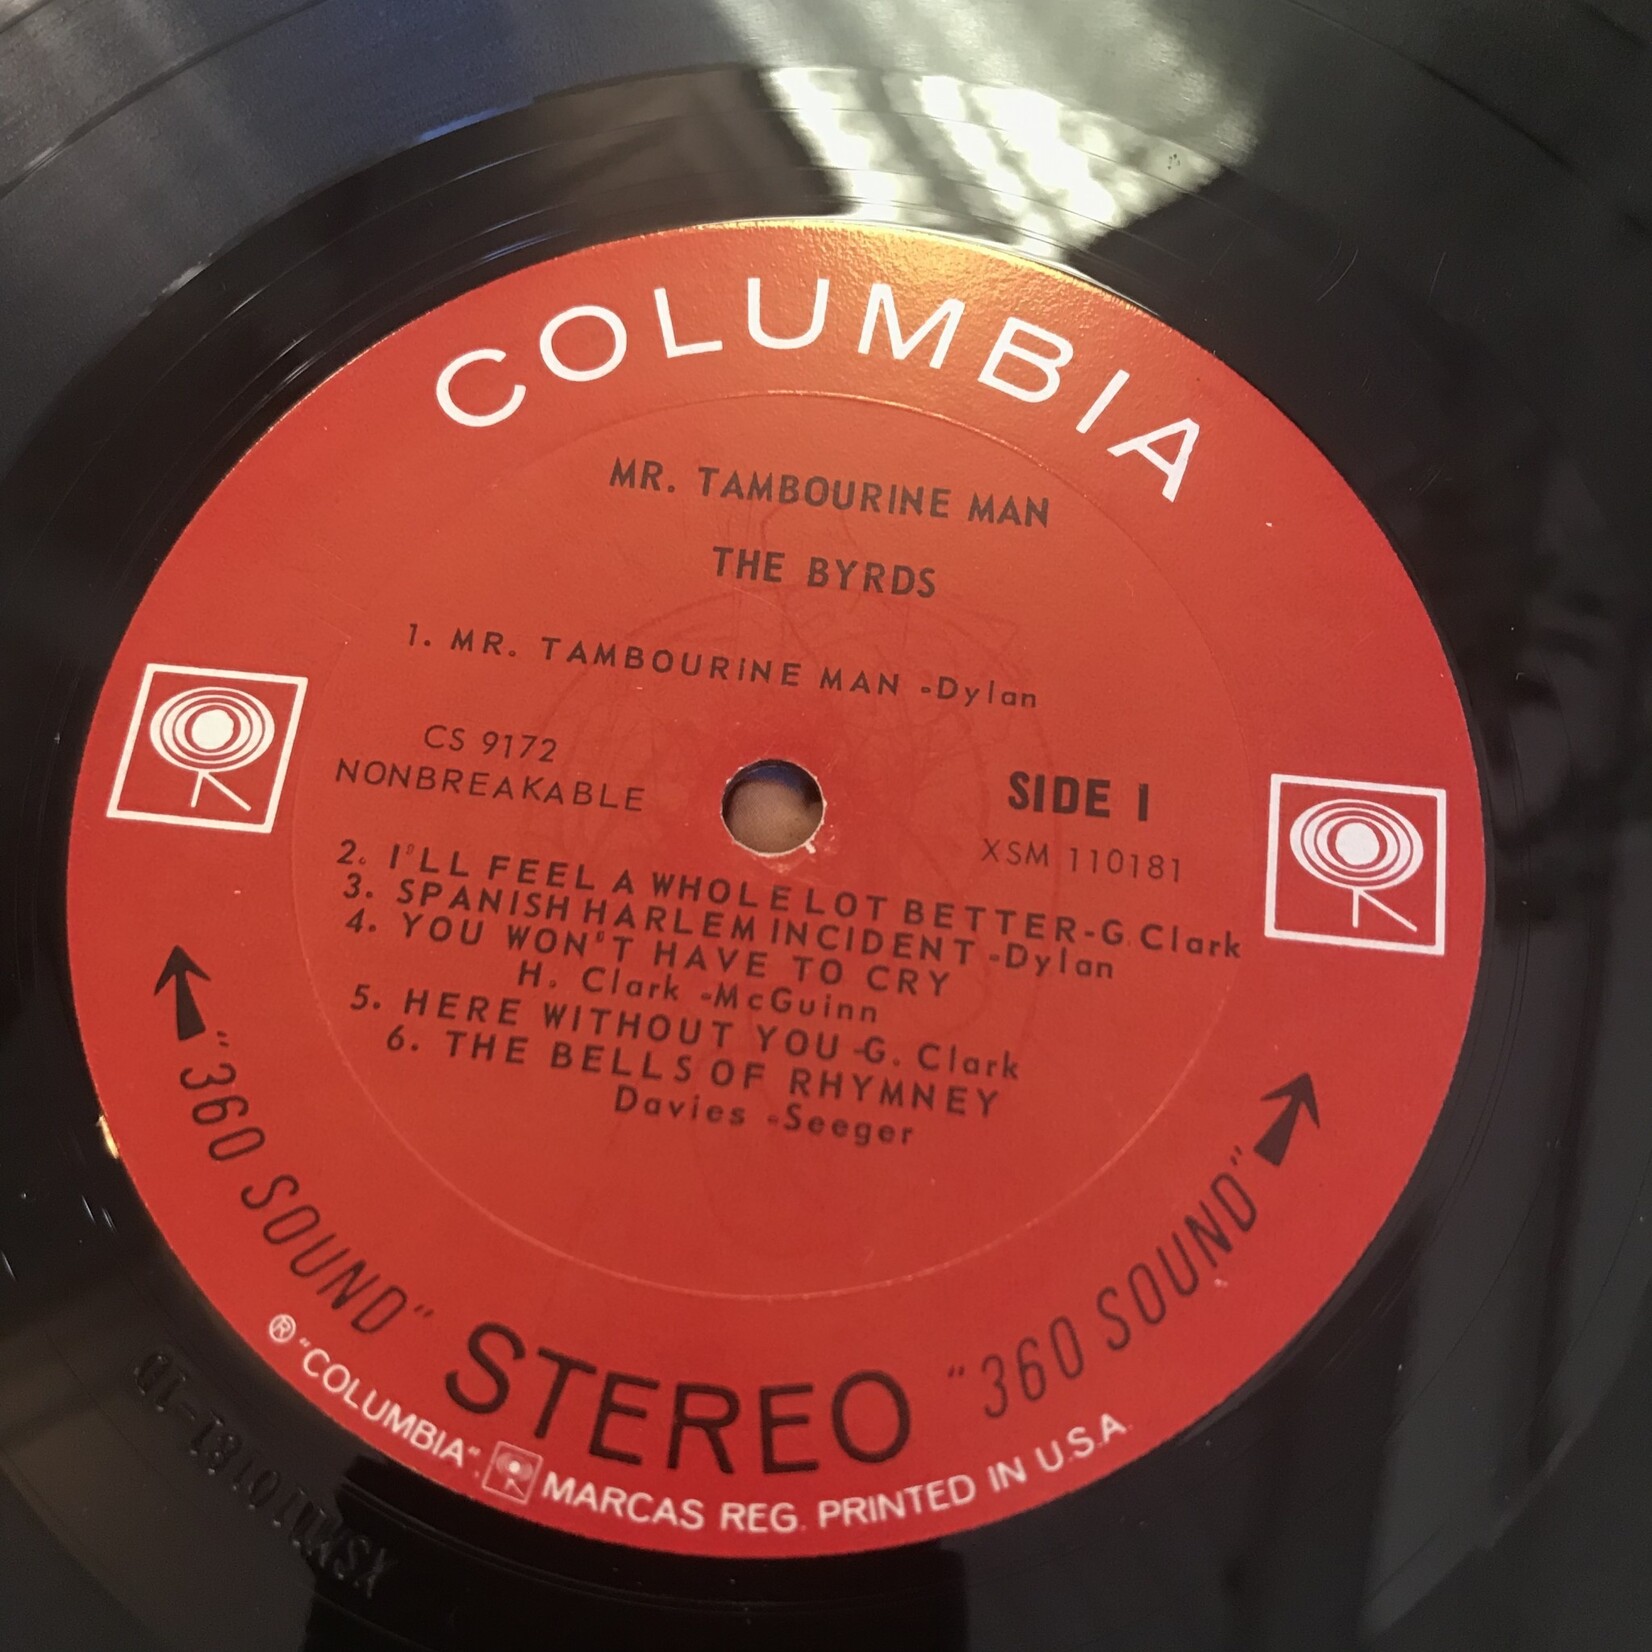 COLUMBIA
MR. TAMBOURINE MAN
THE BYRDS
1. MR. TAMBOURINE MAN -Dylan
CS 9172
NONBREAKABLE
SIDE 1
XSM 110181
2. I'LL FEEL A WHOLE LOT BETTER-G. Clark
3. SPANISH HARLEM INCIDENT -Dylan
4. YOU WON'T HAVE TO CRY
H. Clark -McGuinn
5. HERE WITHOUT YOU -G. Clark
6. THE BELLS OF RHYMNEY
Davies -Seeger
"360 SOUND" STEREO "360 SOUND"
® "COLUMBIA", MARCAS REG. PRINTED IN U.S.A.
XSM110181-1D